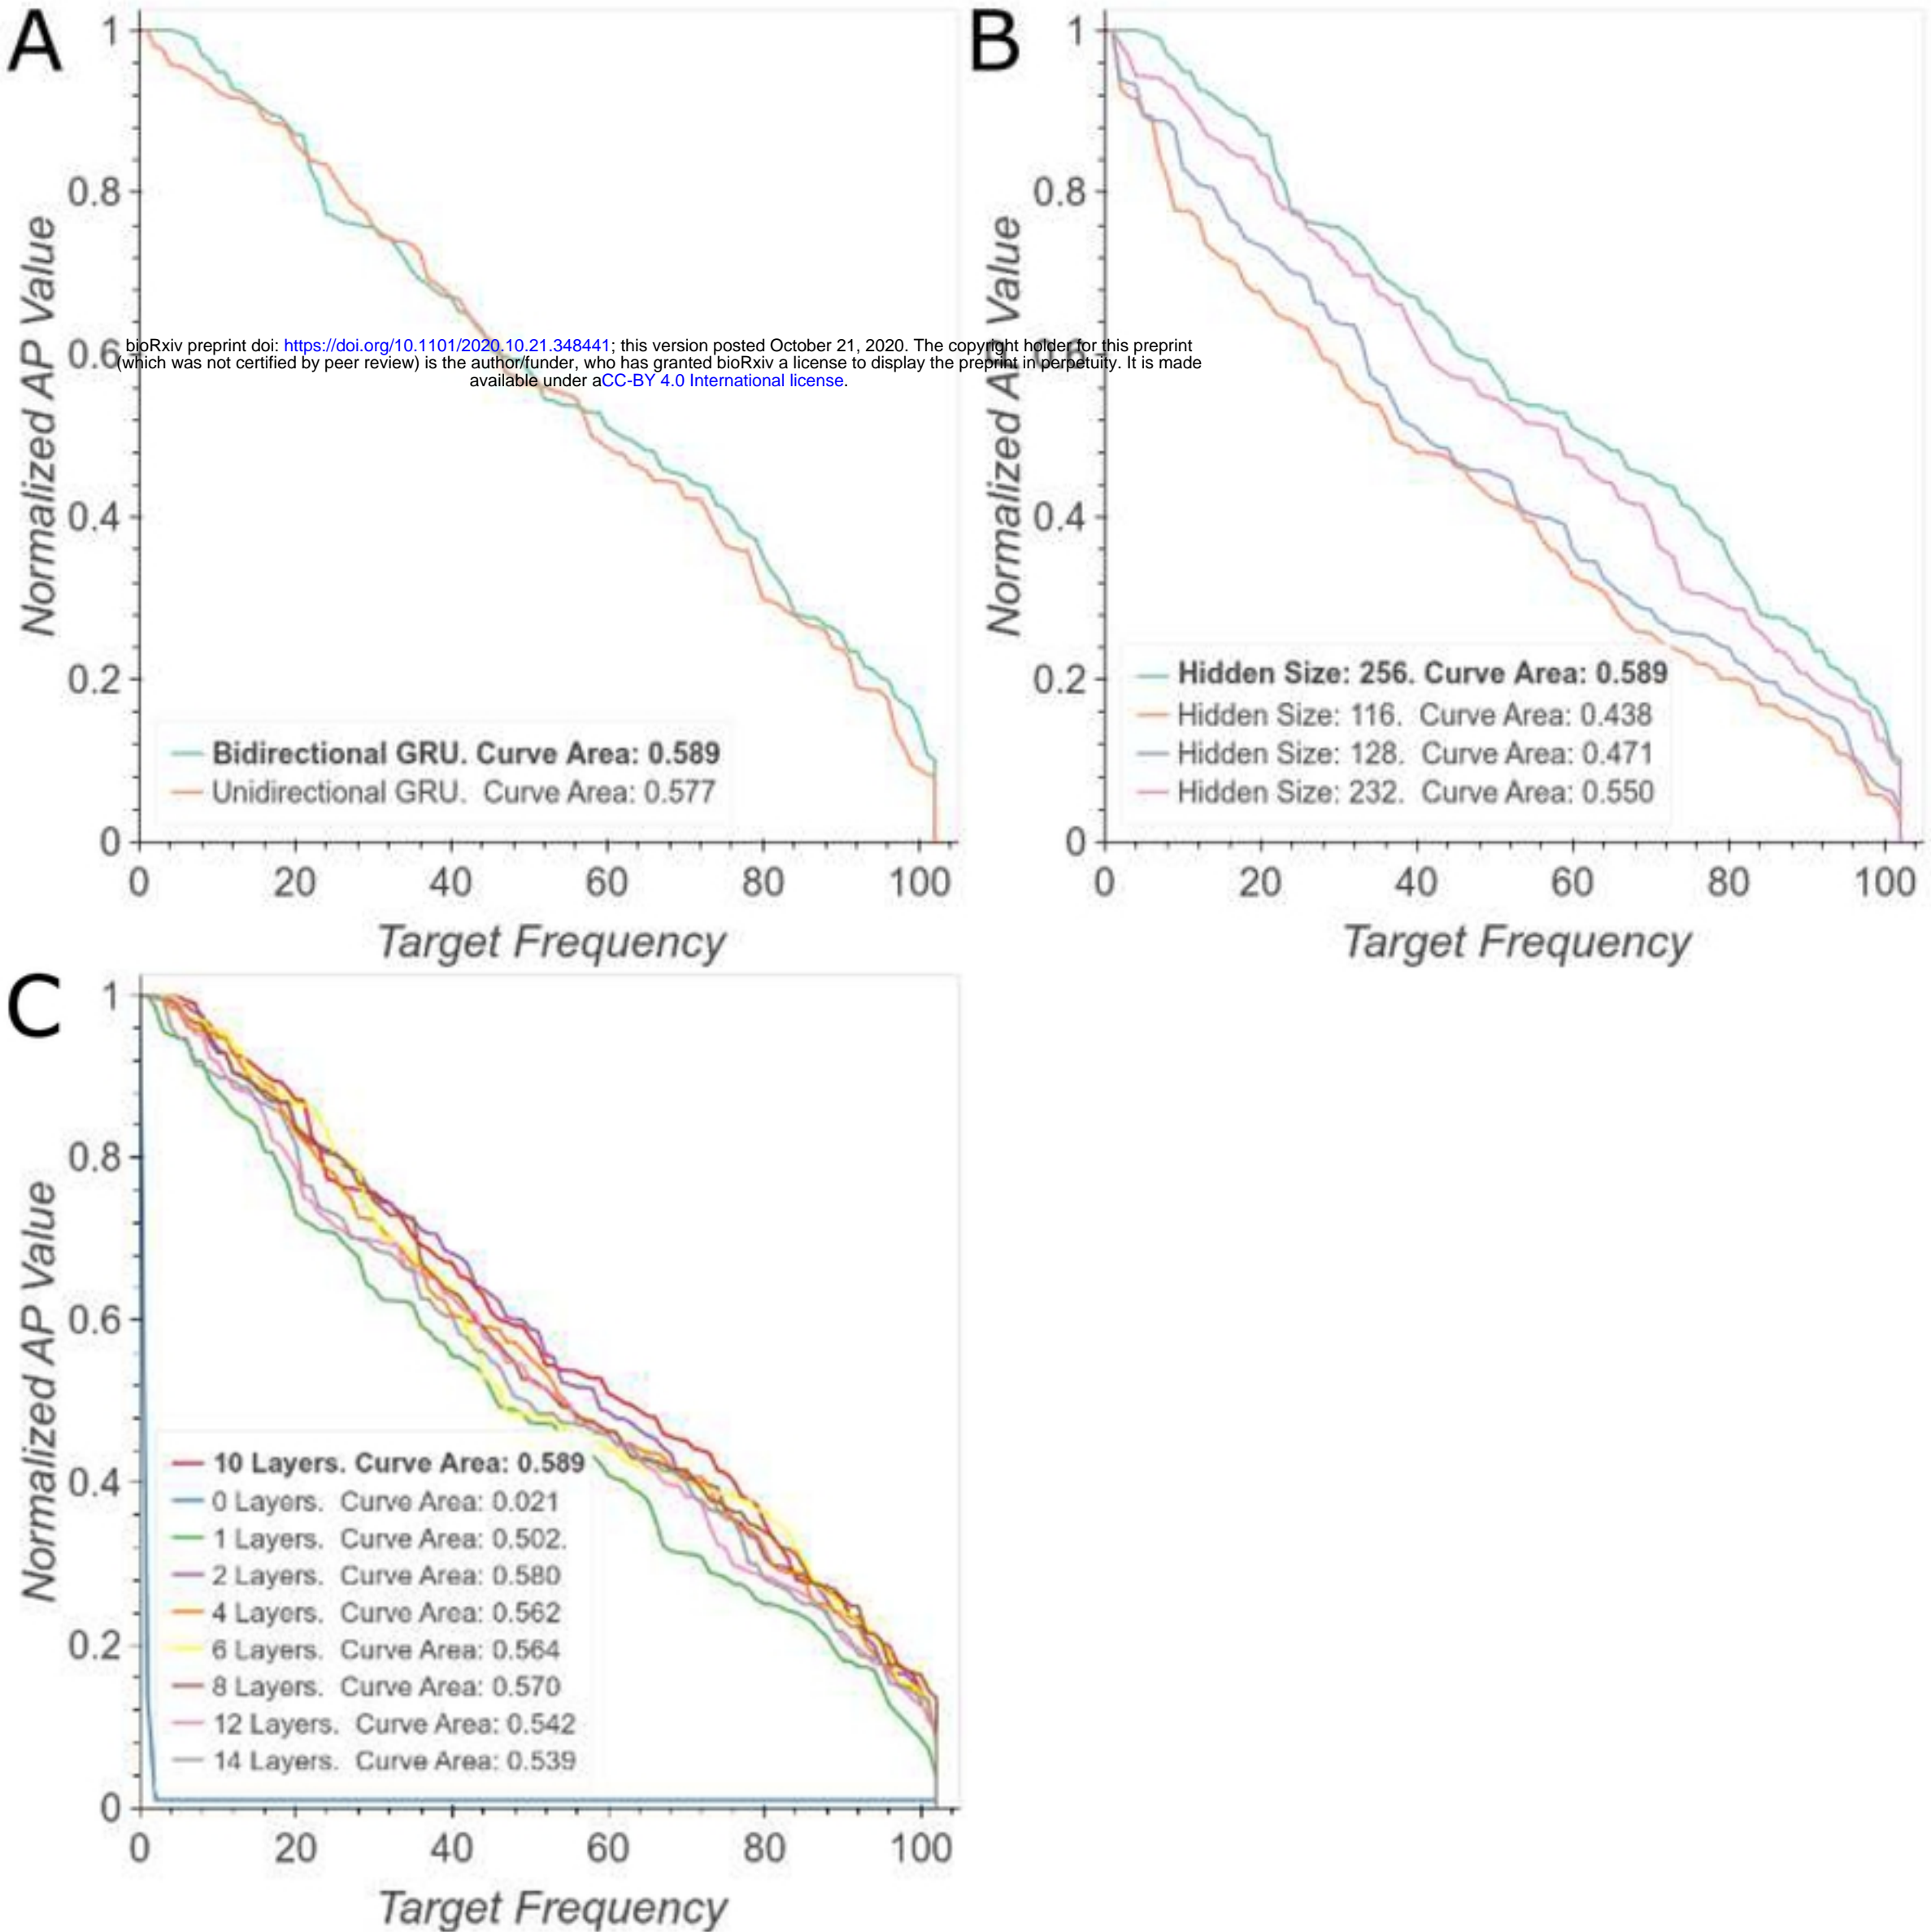 A
1
0.8
0.6
0.4
0.2
0
Normalized AP Value
Bidirectional GRU. Curve Area: 0.589
Unidirectional GRU. Curve Area: 0.577
0 20 40 60 80 100
Target Frequency
B
1
0.8
0.6
0.4
0.2
0
Normalized AP Value
Hidden Size: 256. Curve Area: 0.589
Hidden Size: 116. Curve Area: 0.438
Hidden Size: 128. Curve Area: 0.471
Hidden Size: 232. Curve Area: 0.550
0 20 40 60 80 100
Target Frequency
bioRxiv preprint doi: https://doi.org/10.1101/2020.10.21.348441; this version posted October 21, 2020. The copyright holder for this preprint
(which was not certified by peer review) is the author/funder, who has granted bioRxiv a license to display the preprint in perpetuity. It is made
available under aCC-BY 4.0 International license.
C
1
0.8
0.6
0.4
0.2
0
Normalized AP Value
10 Layers. Curve Area: 0.589
0 Layers. Curve Area: 0.021
1 Layers. Curve Area: 0.502.
2 Layers. Curve Area: 0.580
4 Layers. Curve Area: 0.562
6 Layers. Curve Area: 0.564
8 Layers. Curve Area: 0.570
12 Layers. Curve Area: 0.542
14 Layers. Curve Area: 0.539
0 20 40 60 80 100
Target Frequency